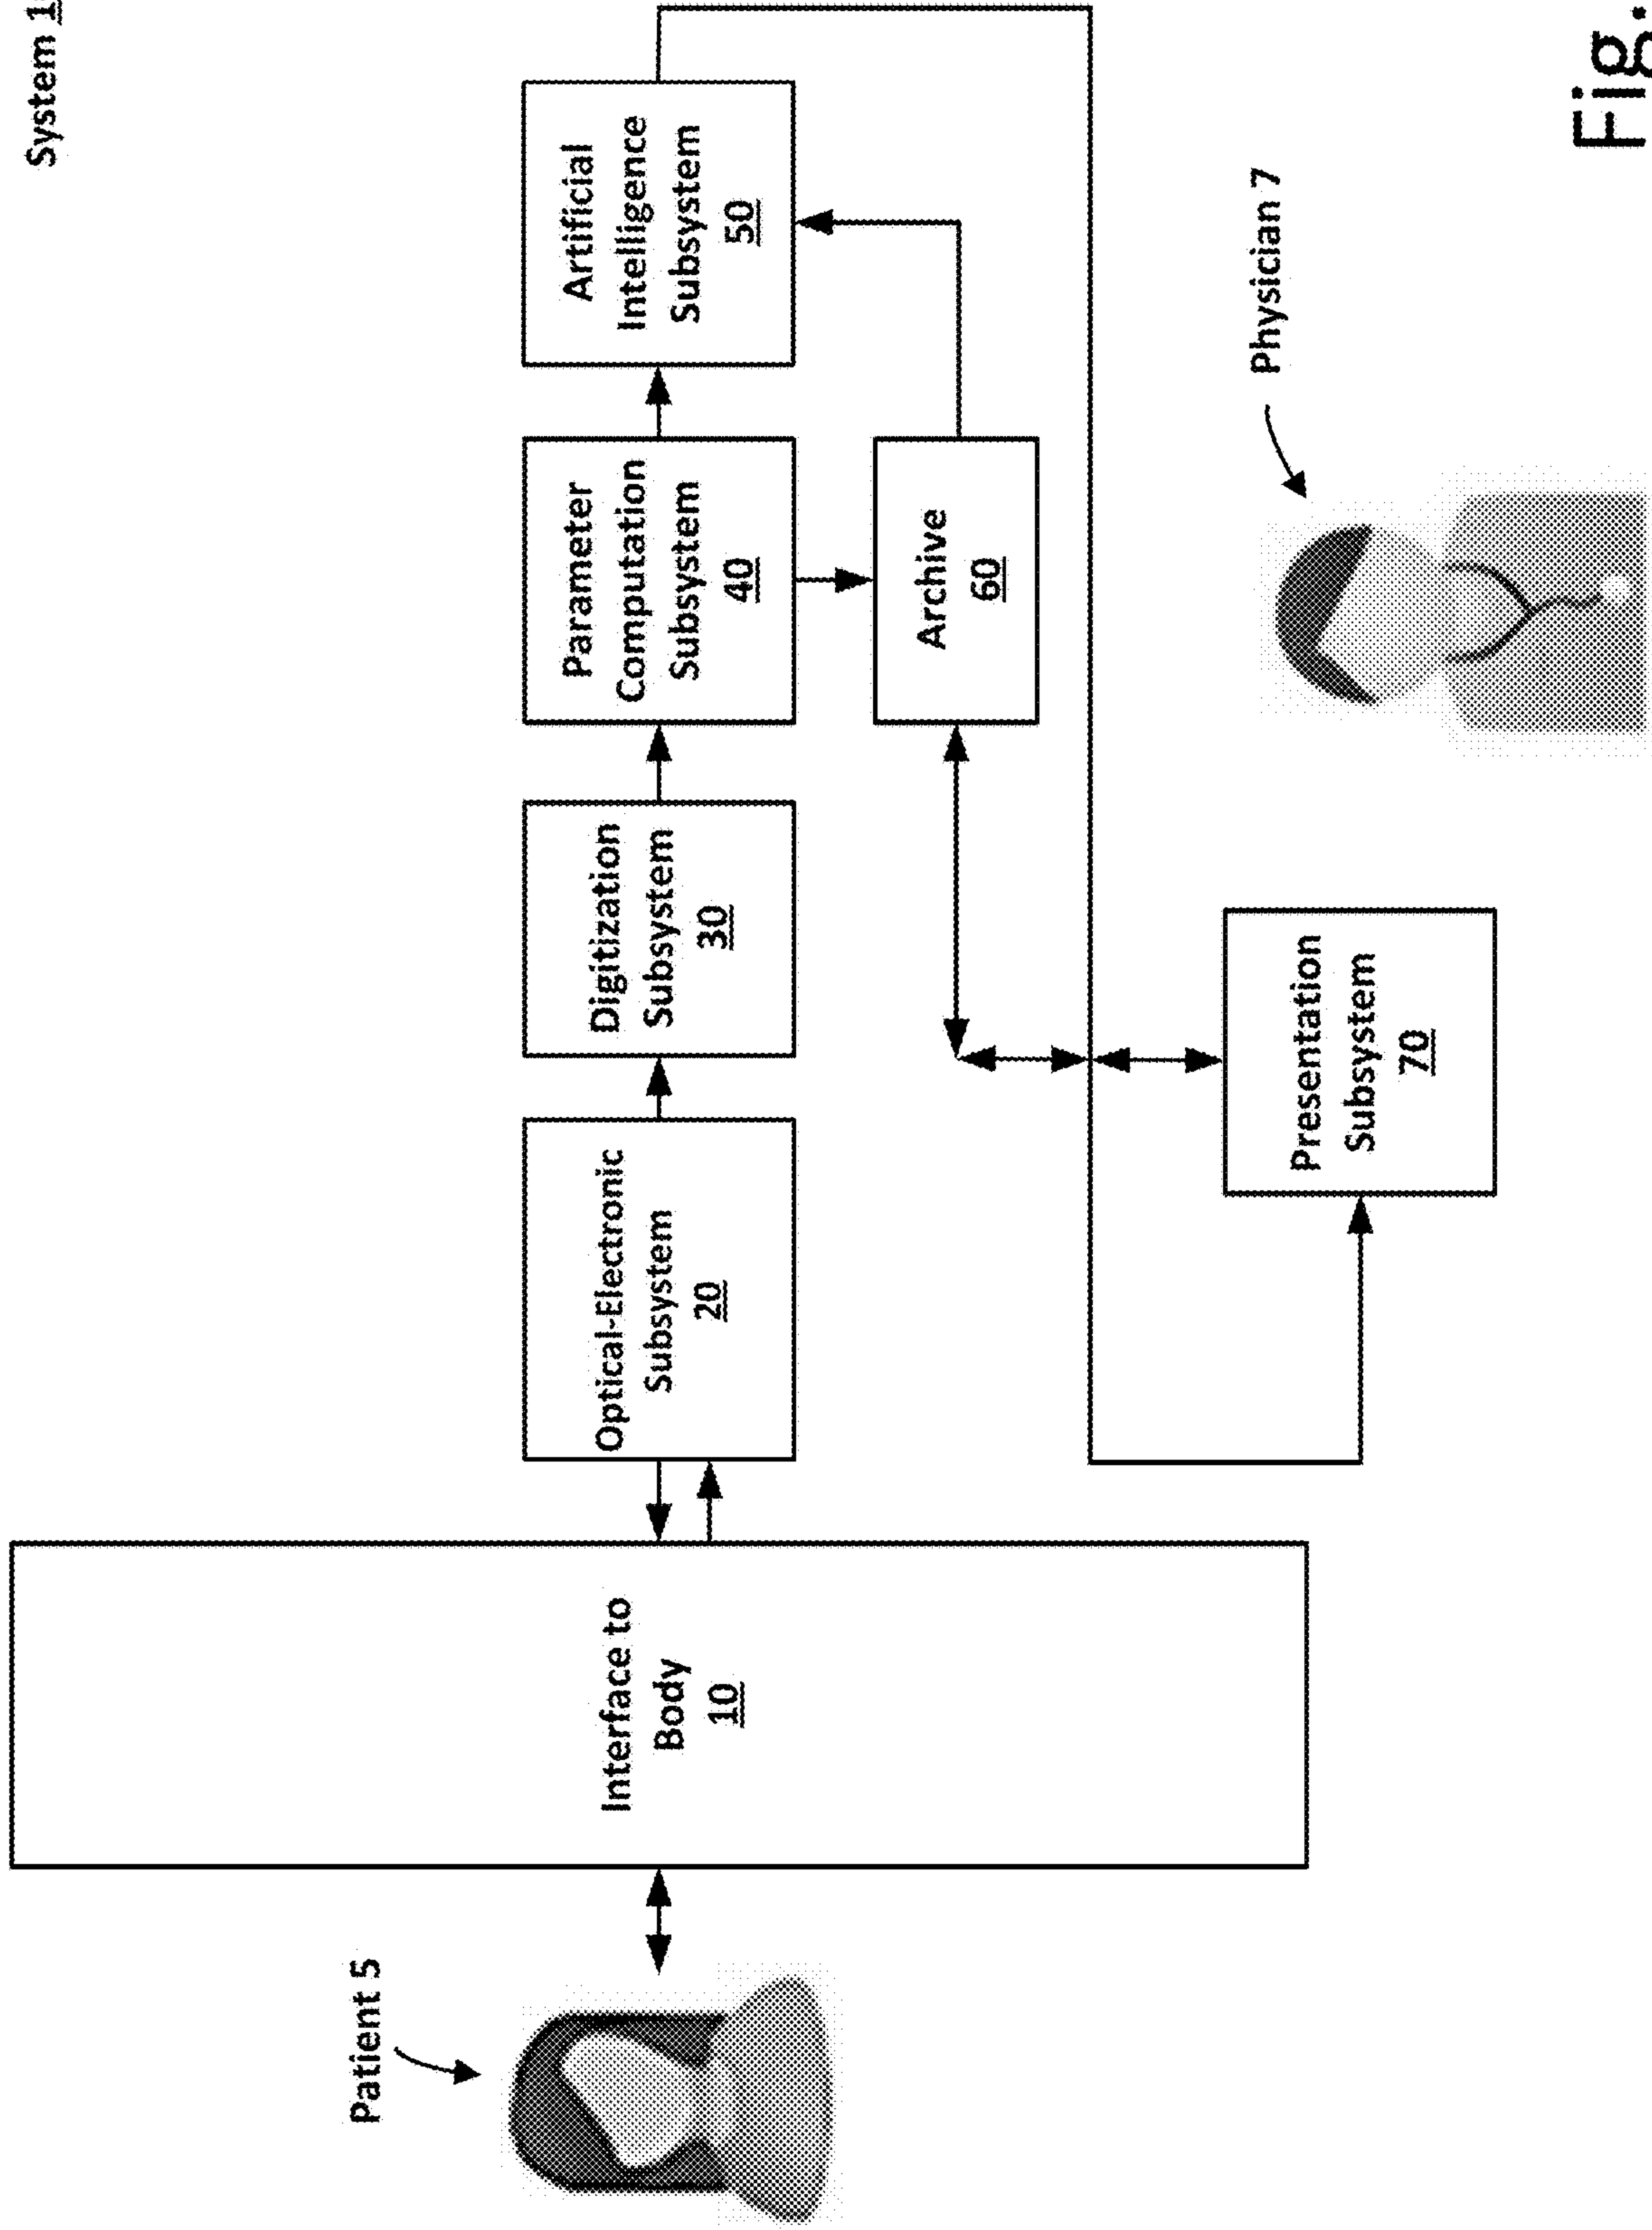 System 1
Patient 5
Interface to
Body
10
Optical-Electronic
Subsystem
20
Digitization
Subsystem
30
Parameter
Computation
Subsystem
40
Artificial
Intelligence
Subsystem
50
Archive
60
Presentation
Subsystem
70
Physician 7
Fig.